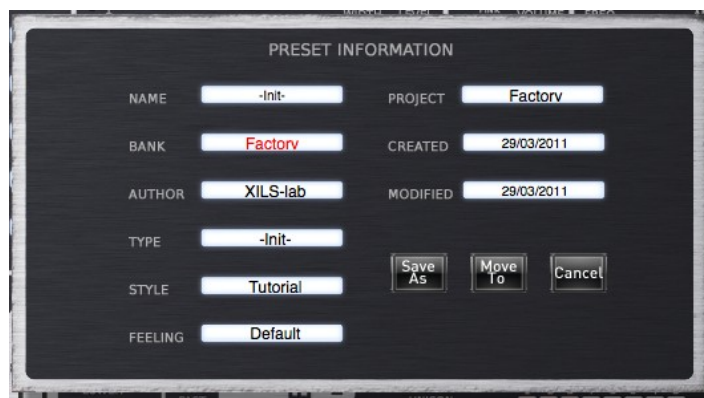 PRESET INFORMATION
NAME -Init- PROJECT Factory
BANK Factory CREATED 29/03/2011
AUTHOR XILS-lab MODIFIED 29/03/2011
TYPE -Init-
Save As Move To Cancel
STYLE Tutorial
FEELING Default